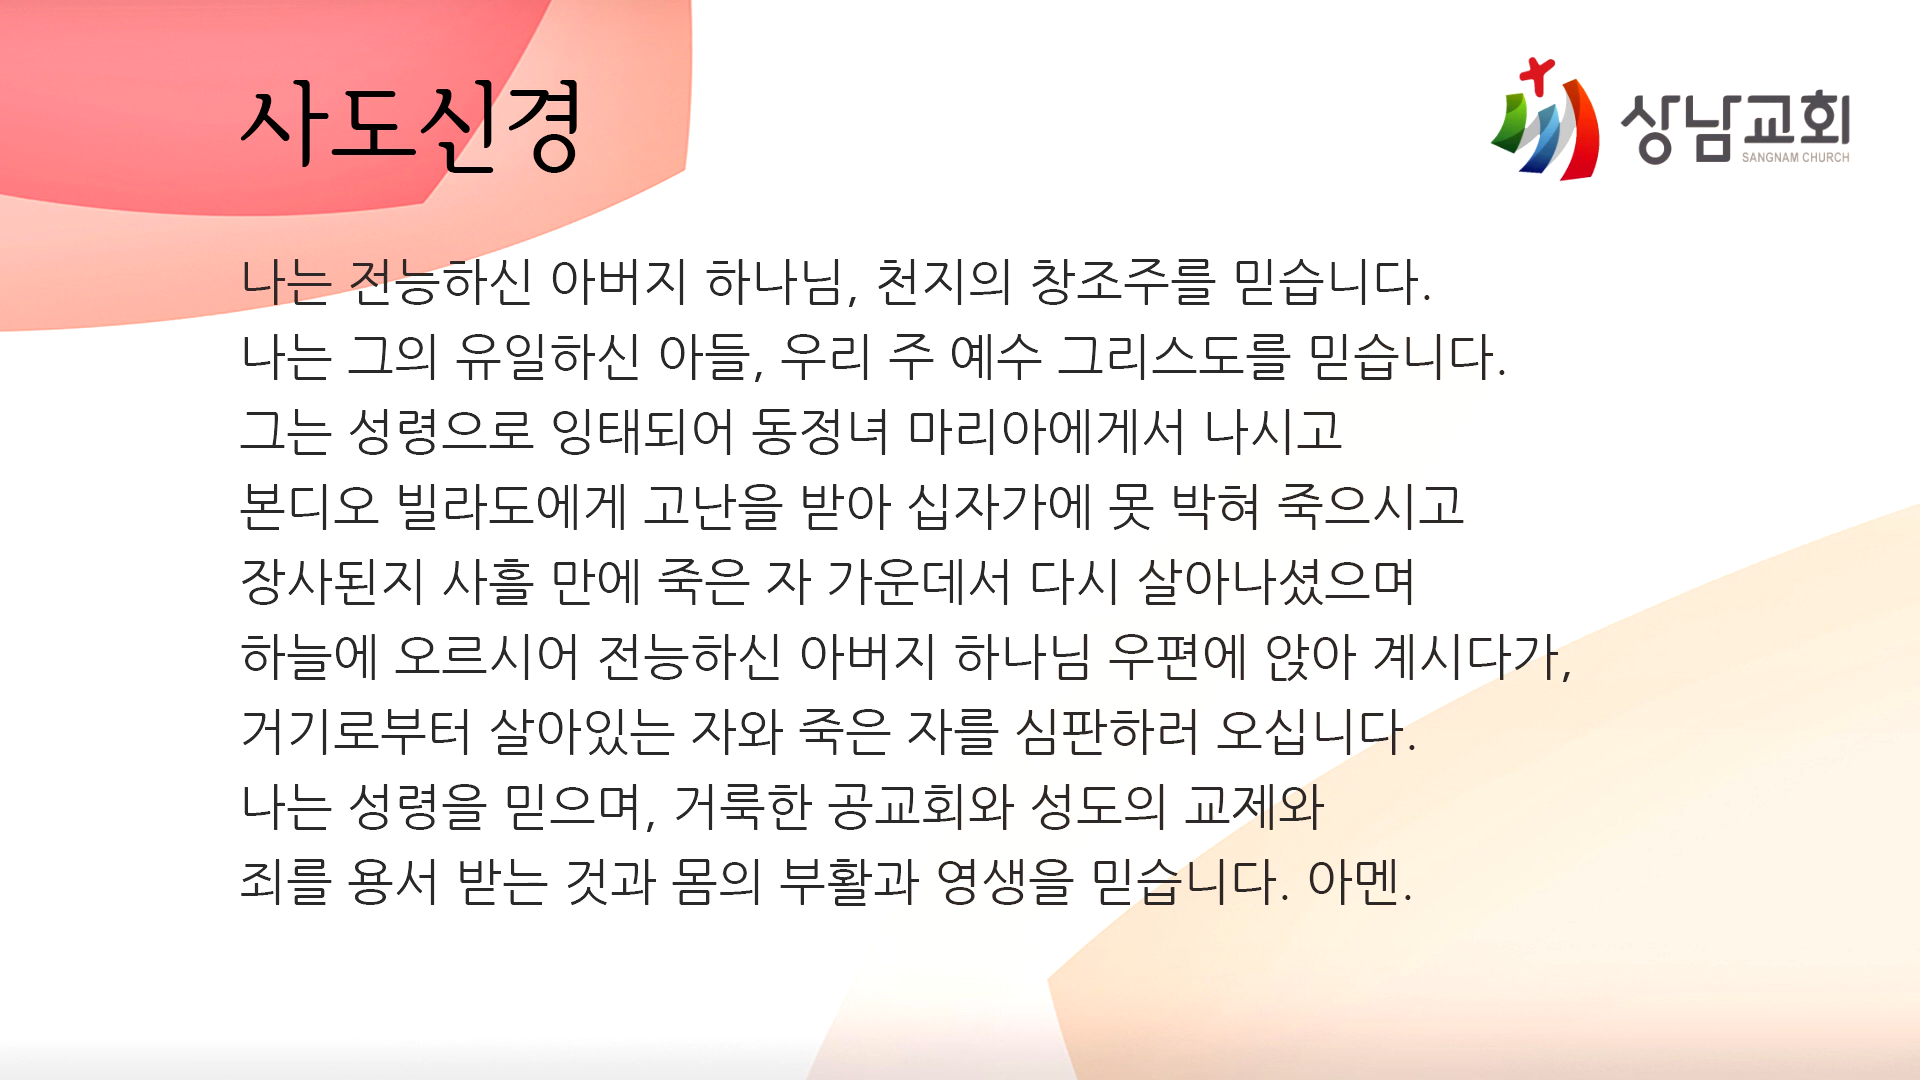 사도신경
상남교회
SANGNAM CHURCH
나는 전능하신 아버지 하나님, 천지의 창조주를 믿습니다.
나는 그의 유일하신 아들, 우리 주 예수 그리스도를 믿습니다.
그는 성령으로 잉태되어 동정녀 마리아에게서 나시고
본디오 빌라도에게 고난을 받아 십자가에 못 박혀 죽으시고
장사된지 사흘 만에 죽은 자 가운데서 다시 살아나셨으며
하늘에 오르시어 전능하신 아버지 하나님 우편에 앉아 계시다가,
거기로부터 살아있는 자와 죽은 자를 심판하러 오십니다.
나는 성령을 믿으며, 거룩한 공교회와 성도의 교제와
죄를 용서 받는 것과 몸의 부활과 영생을 믿습니다. 아멘.